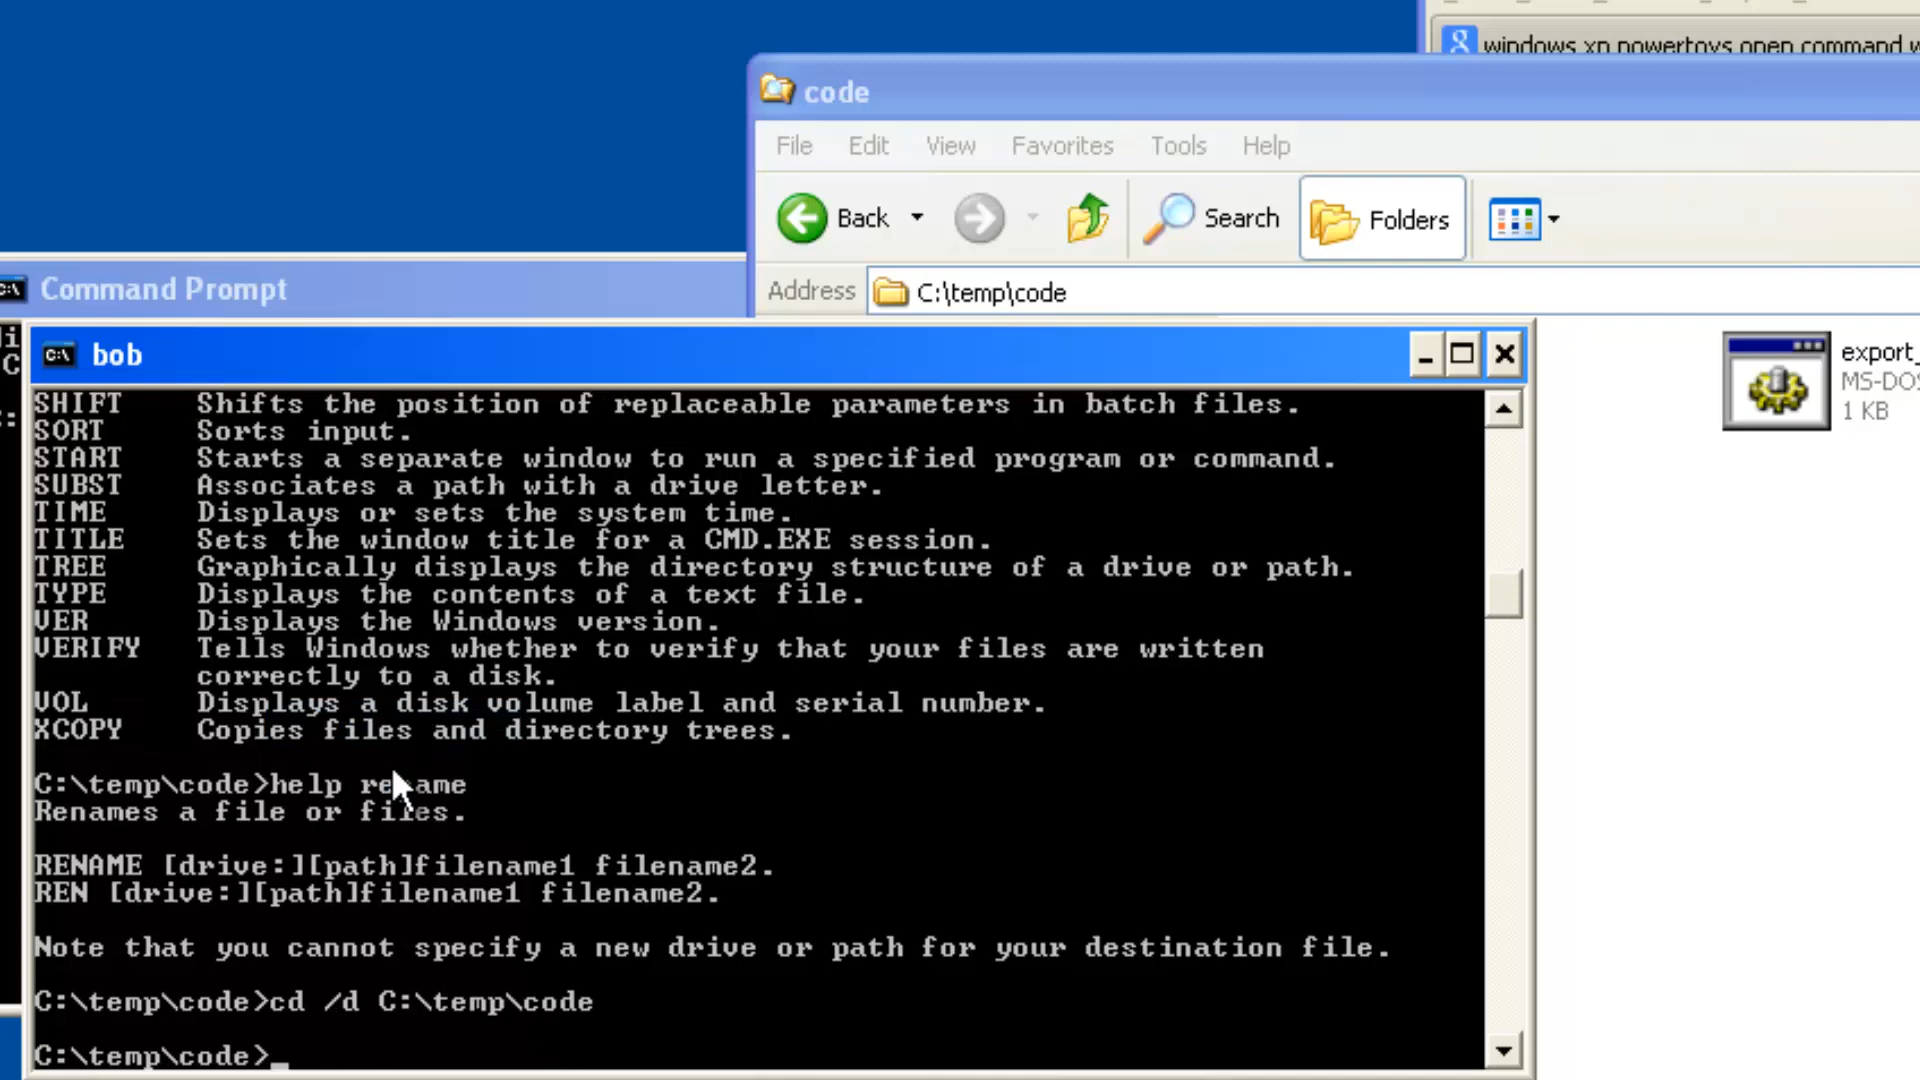 windows xp powertoys open command w
code
File Edit View Favorites Tools Help
Back Search Folders
Address C:\temp\code
Command Prompt
bob
export_
MS-DOS
1 KB
SHIFT Shifts the position of replaceable parameters in batch files.
SORT Sorts input.
START Starts a separate window to run a specified program or command.
SUBST Associates a path with a drive letter.
TIME Displays or sets the system time.
TITLE Sets the window title for a CMD.EXE session.
TREE Graphically displays the directory structure of a drive or path.
TYPE Displays the contents of a text file.
VER Displays the Windows version.
VERIFY Tells Windows whether to verify that your files are written
correctly to a disk.
VOL Displays a disk volume label and serial number.
XCOPY Copies files and directory trees.
C:\temp\code>help rename
Renames a file or files.
RENAME [drive:][path]filename1 filename2.
REN [drive:][path]filename1 filename2.
Note that you cannot specify a new drive or path for your destination file.
C:\temp\code>cd /d C:\temp\code
C:\temp\code>_